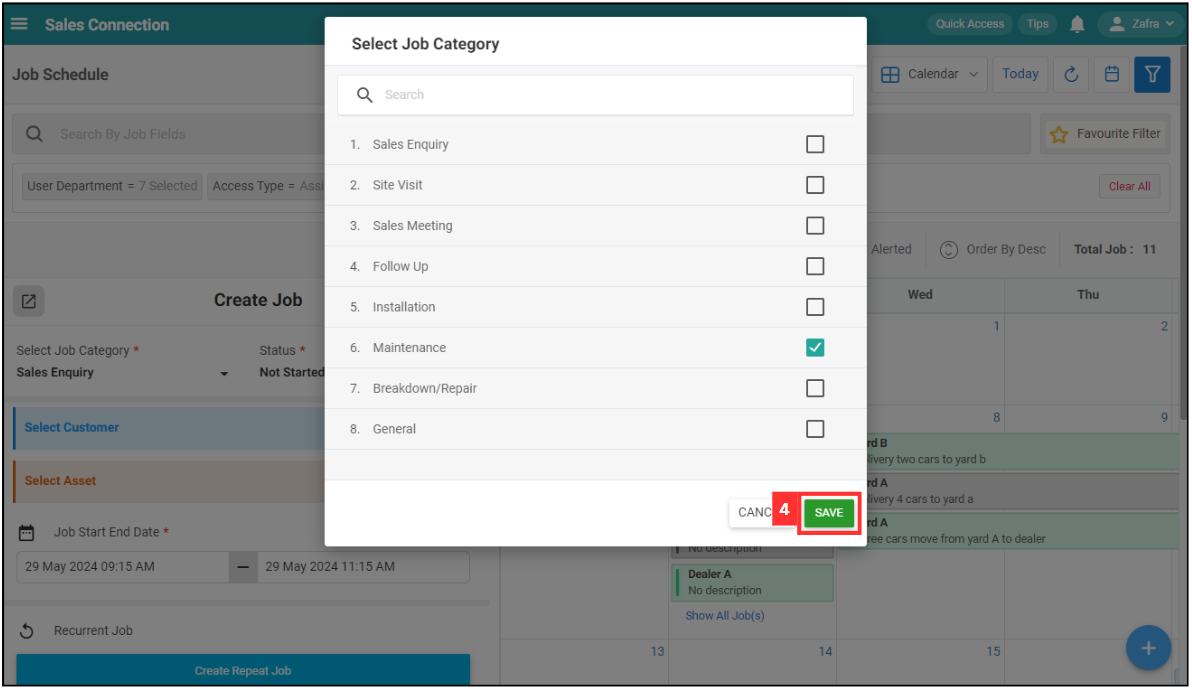 Sales Connection
Quick Access
Tips
Zafra
Job Schedule
Calendar
Today
Search By Job Fields
Favourite Filter
User Department = 7 Selected
Access Type = Assi
Clear All
Alerted
Order By Desc
Total Job : 11
Select Job Category
Search
1. Sales Enquiry
2. Site Visit
3. Sales Meeting
4. Follow Up
5. Installation
6. Maintenance
7. Breakdown/Repair
8. General
CANC
4
SAVE
Create Job
Select Job Category *
Status *
Sales Enquiry
Not Started
Select Customer
Select Asset
Job Start End Date *
29 May 2024 09:15 AM
—
29 May 2024 11:15 AM
Recurrent Job
Create Repeat Job
Wed
Thu
1
2
8
9
rd B
livery two cars to yard b
rd A
livery 4 cars to yard a
rd A
ree cars move from yard A to dealer
No description
Dealer A
No description
Show All Job(s)
13
14
15
+